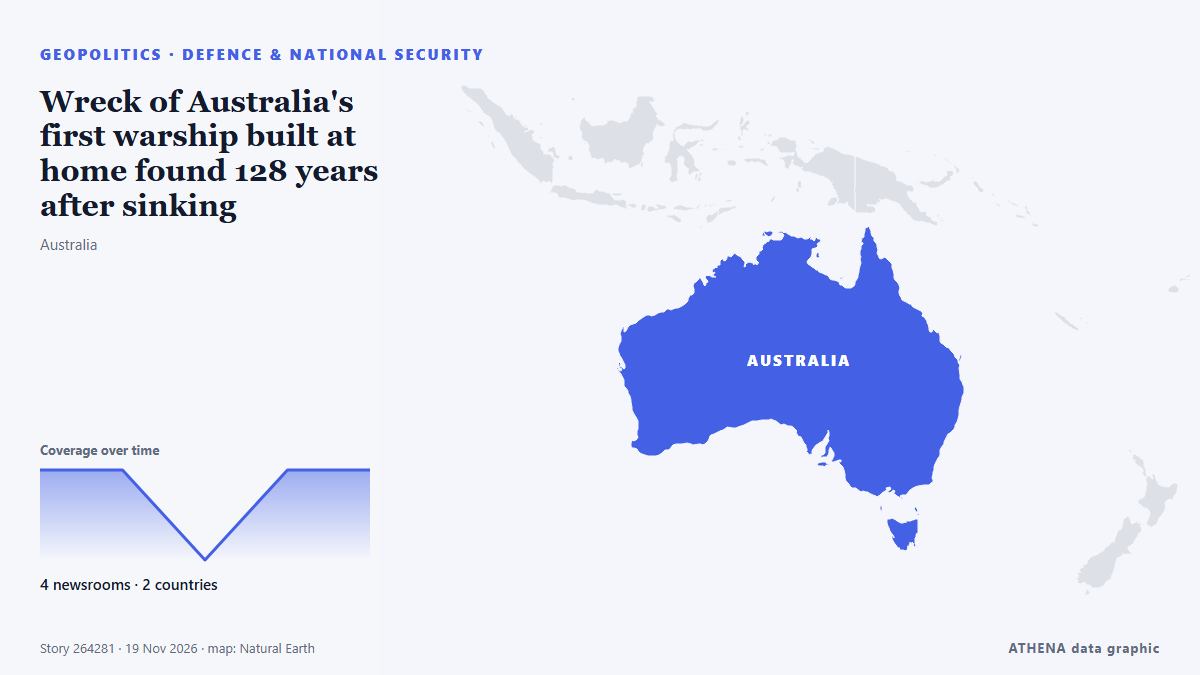 GEOPOLITICS · DEFENCE & NATIONAL SECURITY
Wreck of Australia's
first warship built at
home found 128 years
after sinking
Australia
AUSTRALIA
Coverage over time
4 newsrooms · 2 countries
Story 264281 · 19 Nov 2026 · map: Natural Earth
ATHENA data graphic